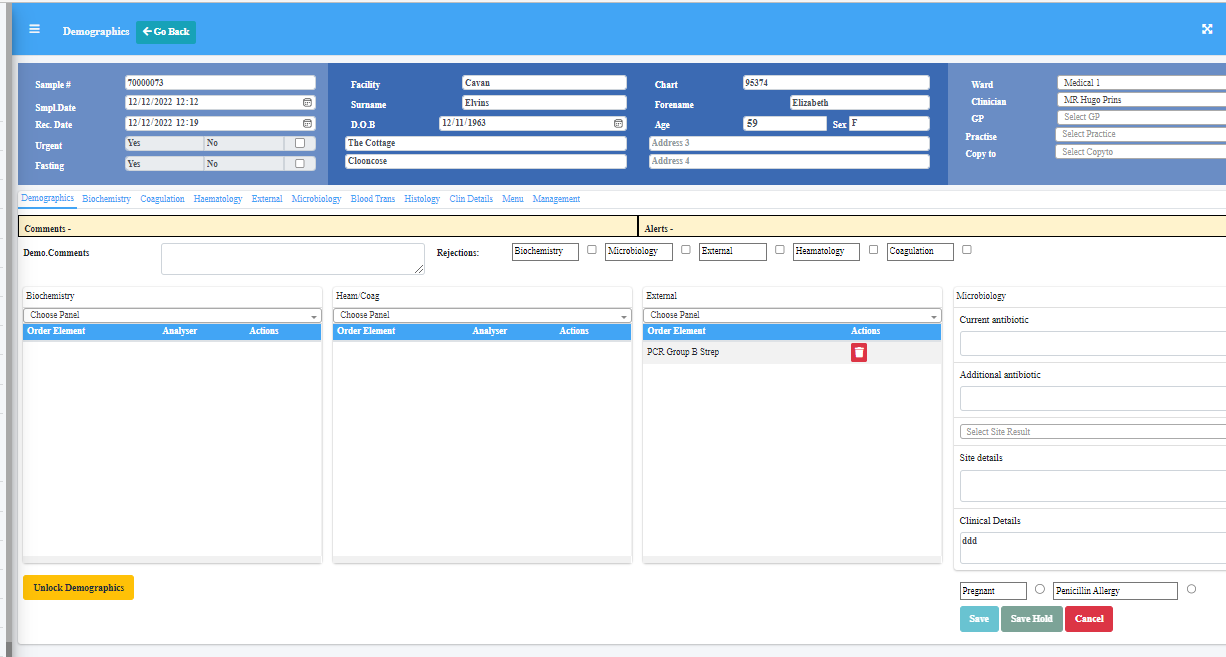 Demographics Go Back
Sample # 70000073 Facility Cavan Chart 95374 Ward Medical 1
Smpl.Date 12/12/2022 12:12 Surname Elvins Forename Elizabeth Clinician MR Hugo Prins
Rec. Date 12/12/2022 12:19 D.O.B 12/11/1963 Age 59 Sex F GP Select GP
Urgent Yes No The Cottage Address 3 Practise Select Practice
Fasting Yes No Clooncose Address 4 Copy to Select Copyto
Demographics Biochemistry Coagulation Haematology External Microbiology Blood Trans Histology Clin Details Menu Management
Comments - Alerts -
Demo.Comments Rejections: Biochemistry Microbiology External Heamatology Coagulation
Biochemistry Heam/Coag External Microbiology
Choose Panel Choose Panel Choose Panel
Order Element Analyser Actions Order Element Analyser Actions Order Element Actions
Current antibiotic
PCR Group B Strep
Additional antibiotic
Select Site Result
Site details
Clinical Details
ddd
Unlock Demographics Pregnant Penicillin Allergy
Save Save Hold Cancel